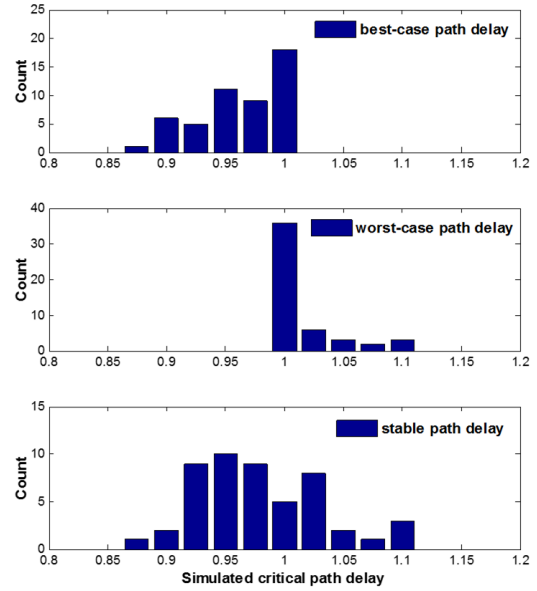 25
20
15
10
5
0
Count
best-case path delay
0.8 0.85 0.9 0.95 1 1.05 1.1 1.15 1.2
40
30
20
10
0
Count
worst-case path delay
0.8 0.85 0.9 0.95 1 1.05 1.1 1.15 1.2
15
10
5
0
Count
stable path delay
0.8 0.85 0.9 0.95 1 1.05 1.1 1.15 1.2
Simulated critical path delay